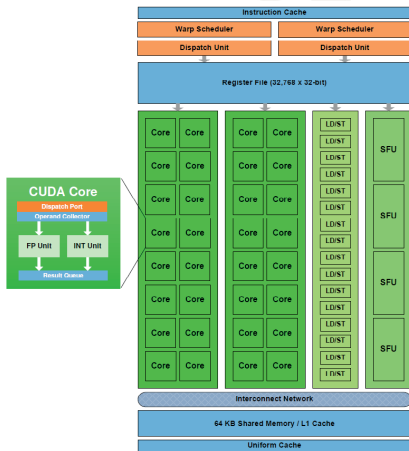 Instruction Cache
Warp Scheduler Warp Scheduler
Dispatch Unit Dispatch Unit
Register File (32,768 x 32-bit)
Core Core Core Core LD/ST
LD/ST
SFU
Core Core Core Core LD/ST
LD/ST
Core Core Core Core LD/ST
LD/ST
SFU
Core Core Core Core LD/ST
LD/ST
Core Core Core Core LD/ST
LD/ST
SFU
Core Core Core Core LD/ST
LD/ST
Core Core Core Core LD/ST
LD/ST
SFU
Core Core Core Core LD/ST
LD/ST
CUDA Core
Dispatch Port
Operand Collector
FP Unit INT Unit
Result Queue
Interconnect Network
64 KB Shared Memory / L1 Cache
Uniform Cache